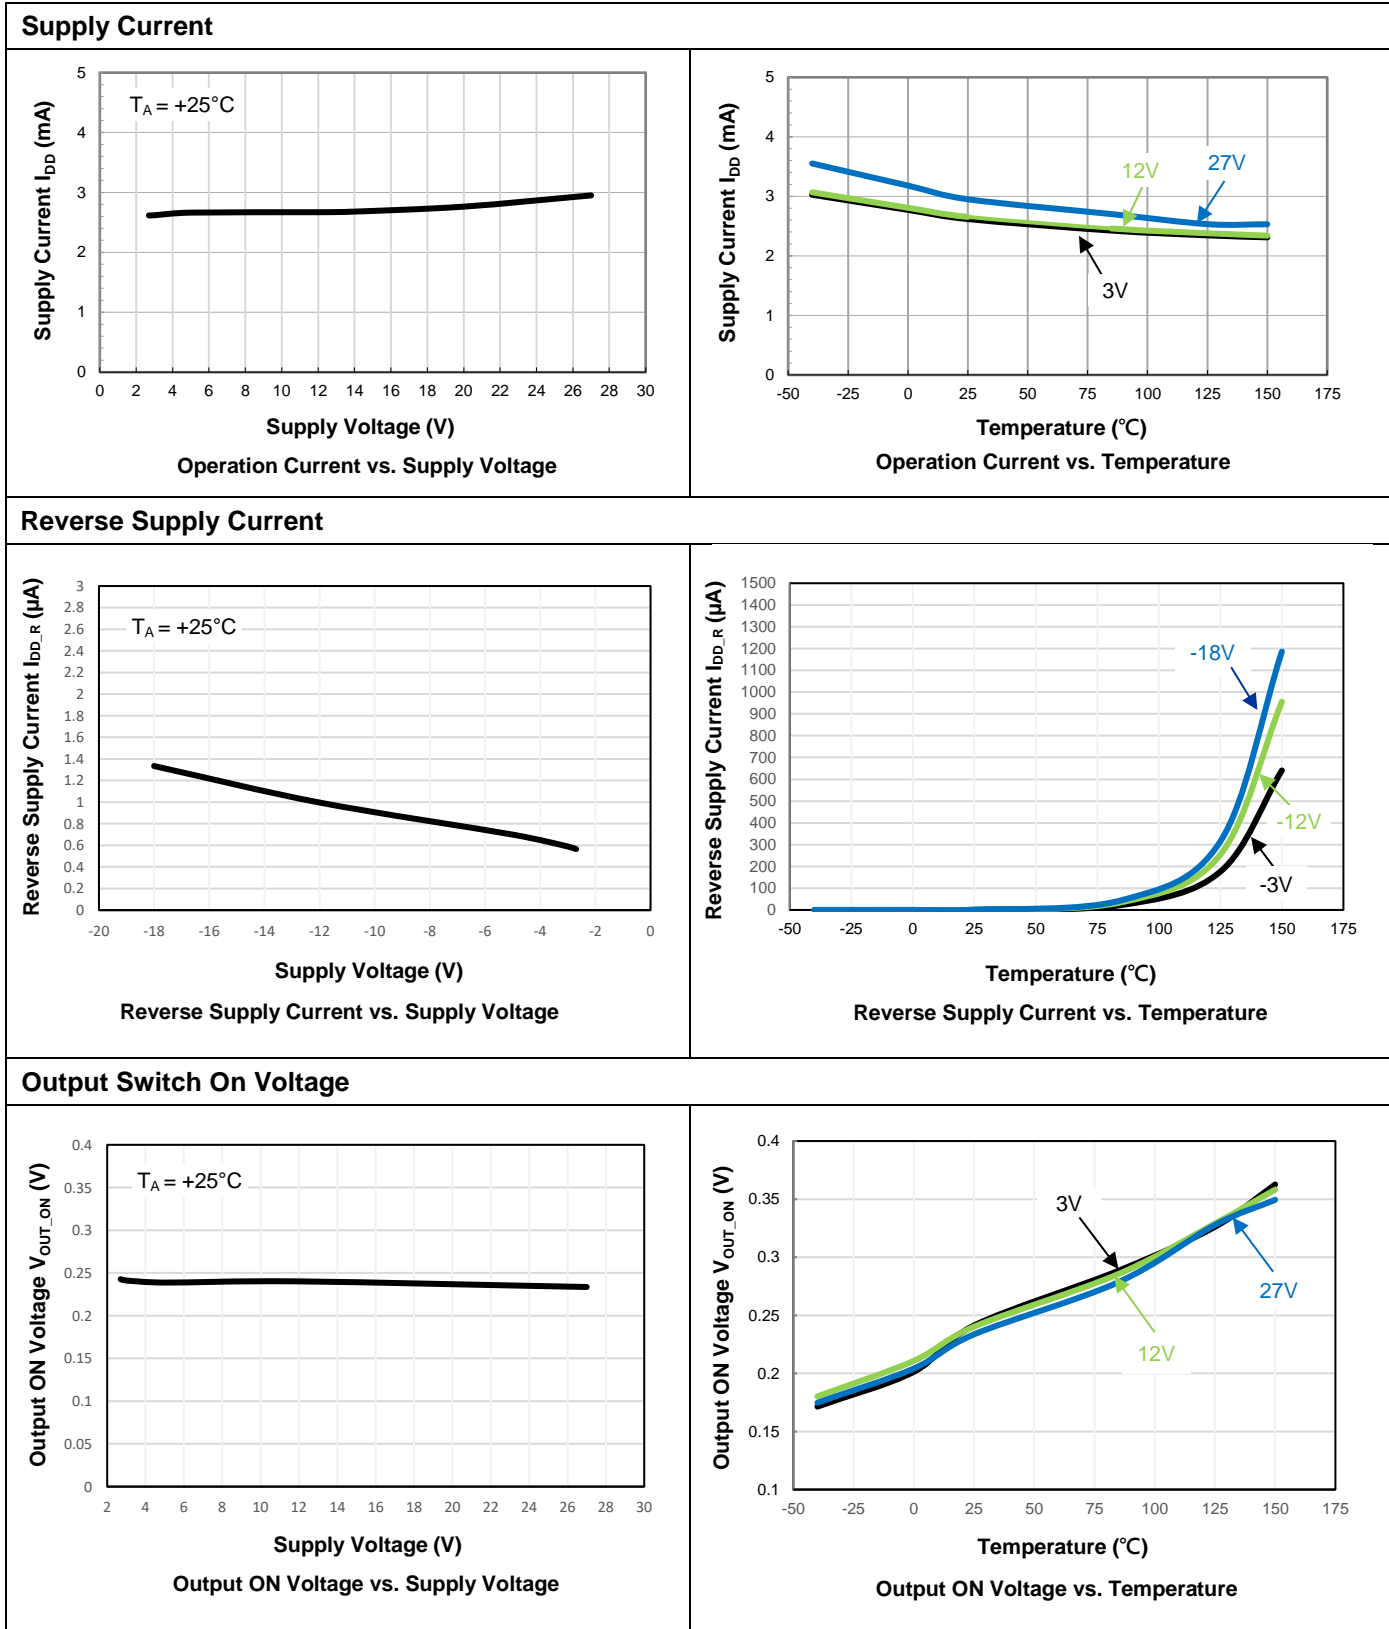 Supply Current
T_A = +25°C
Supply Current I_DD (mA)
5
4
3
2
1
0
0 2 4 6 8 10 12 14 16 18 20 22 24 26 28 30
Supply Voltage (V)
Operation Current vs. Supply Voltage
Supply Current I_DD (mA)
5
4
3
2
1
0
12V
27V
3V
-50 -25 0 25 50 75 100 125 150 175
Temperature (℃)
Operation Current vs. Temperature
Reverse Supply Current
Reverse Supply Current I_DD_R (µA)
T_A = +25°C
3
2.8
2.6
2.4
2.2
2
1.8
1.6
1.4
1.2
1
0.8
0.6
0.4
0.2
0
-20 -18 -16 -14 -12 -10 -8 -6 -4 -2 0
Supply Voltage (V)
Reverse Supply Current vs. Supply Voltage
Reverse Supply Current I_DD_R (µA)
1500
1400
1300
1200
1100
1000
900
800
700
600
500
400
300
200
100
0
-18V
-12V
-3V
-50 -25 0 25 50 75 100 125 150 175
Temperature (℃)
Reverse Supply Current vs. Temperature
Output Switch On Voltage
Output ON Voltage V_OUT_ON (V)
T_A = +25°C
0.4
0.35
0.3
0.25
0.2
0.15
0.1
0.05
0
2 4 6 8 10 12 14 16 18 20 22 24 26 28 30
Supply Voltage (V)
Output ON Voltage vs. Supply Voltage
Output ON Voltage V_OUT_ON (V)
0.4
0.35
0.3
0.25
0.2
0.15
0.1
3V
27V
12V
-50 -25 0 25 50 75 100 125 150 175
Temperature (℃)
Output ON Voltage vs. Temperature